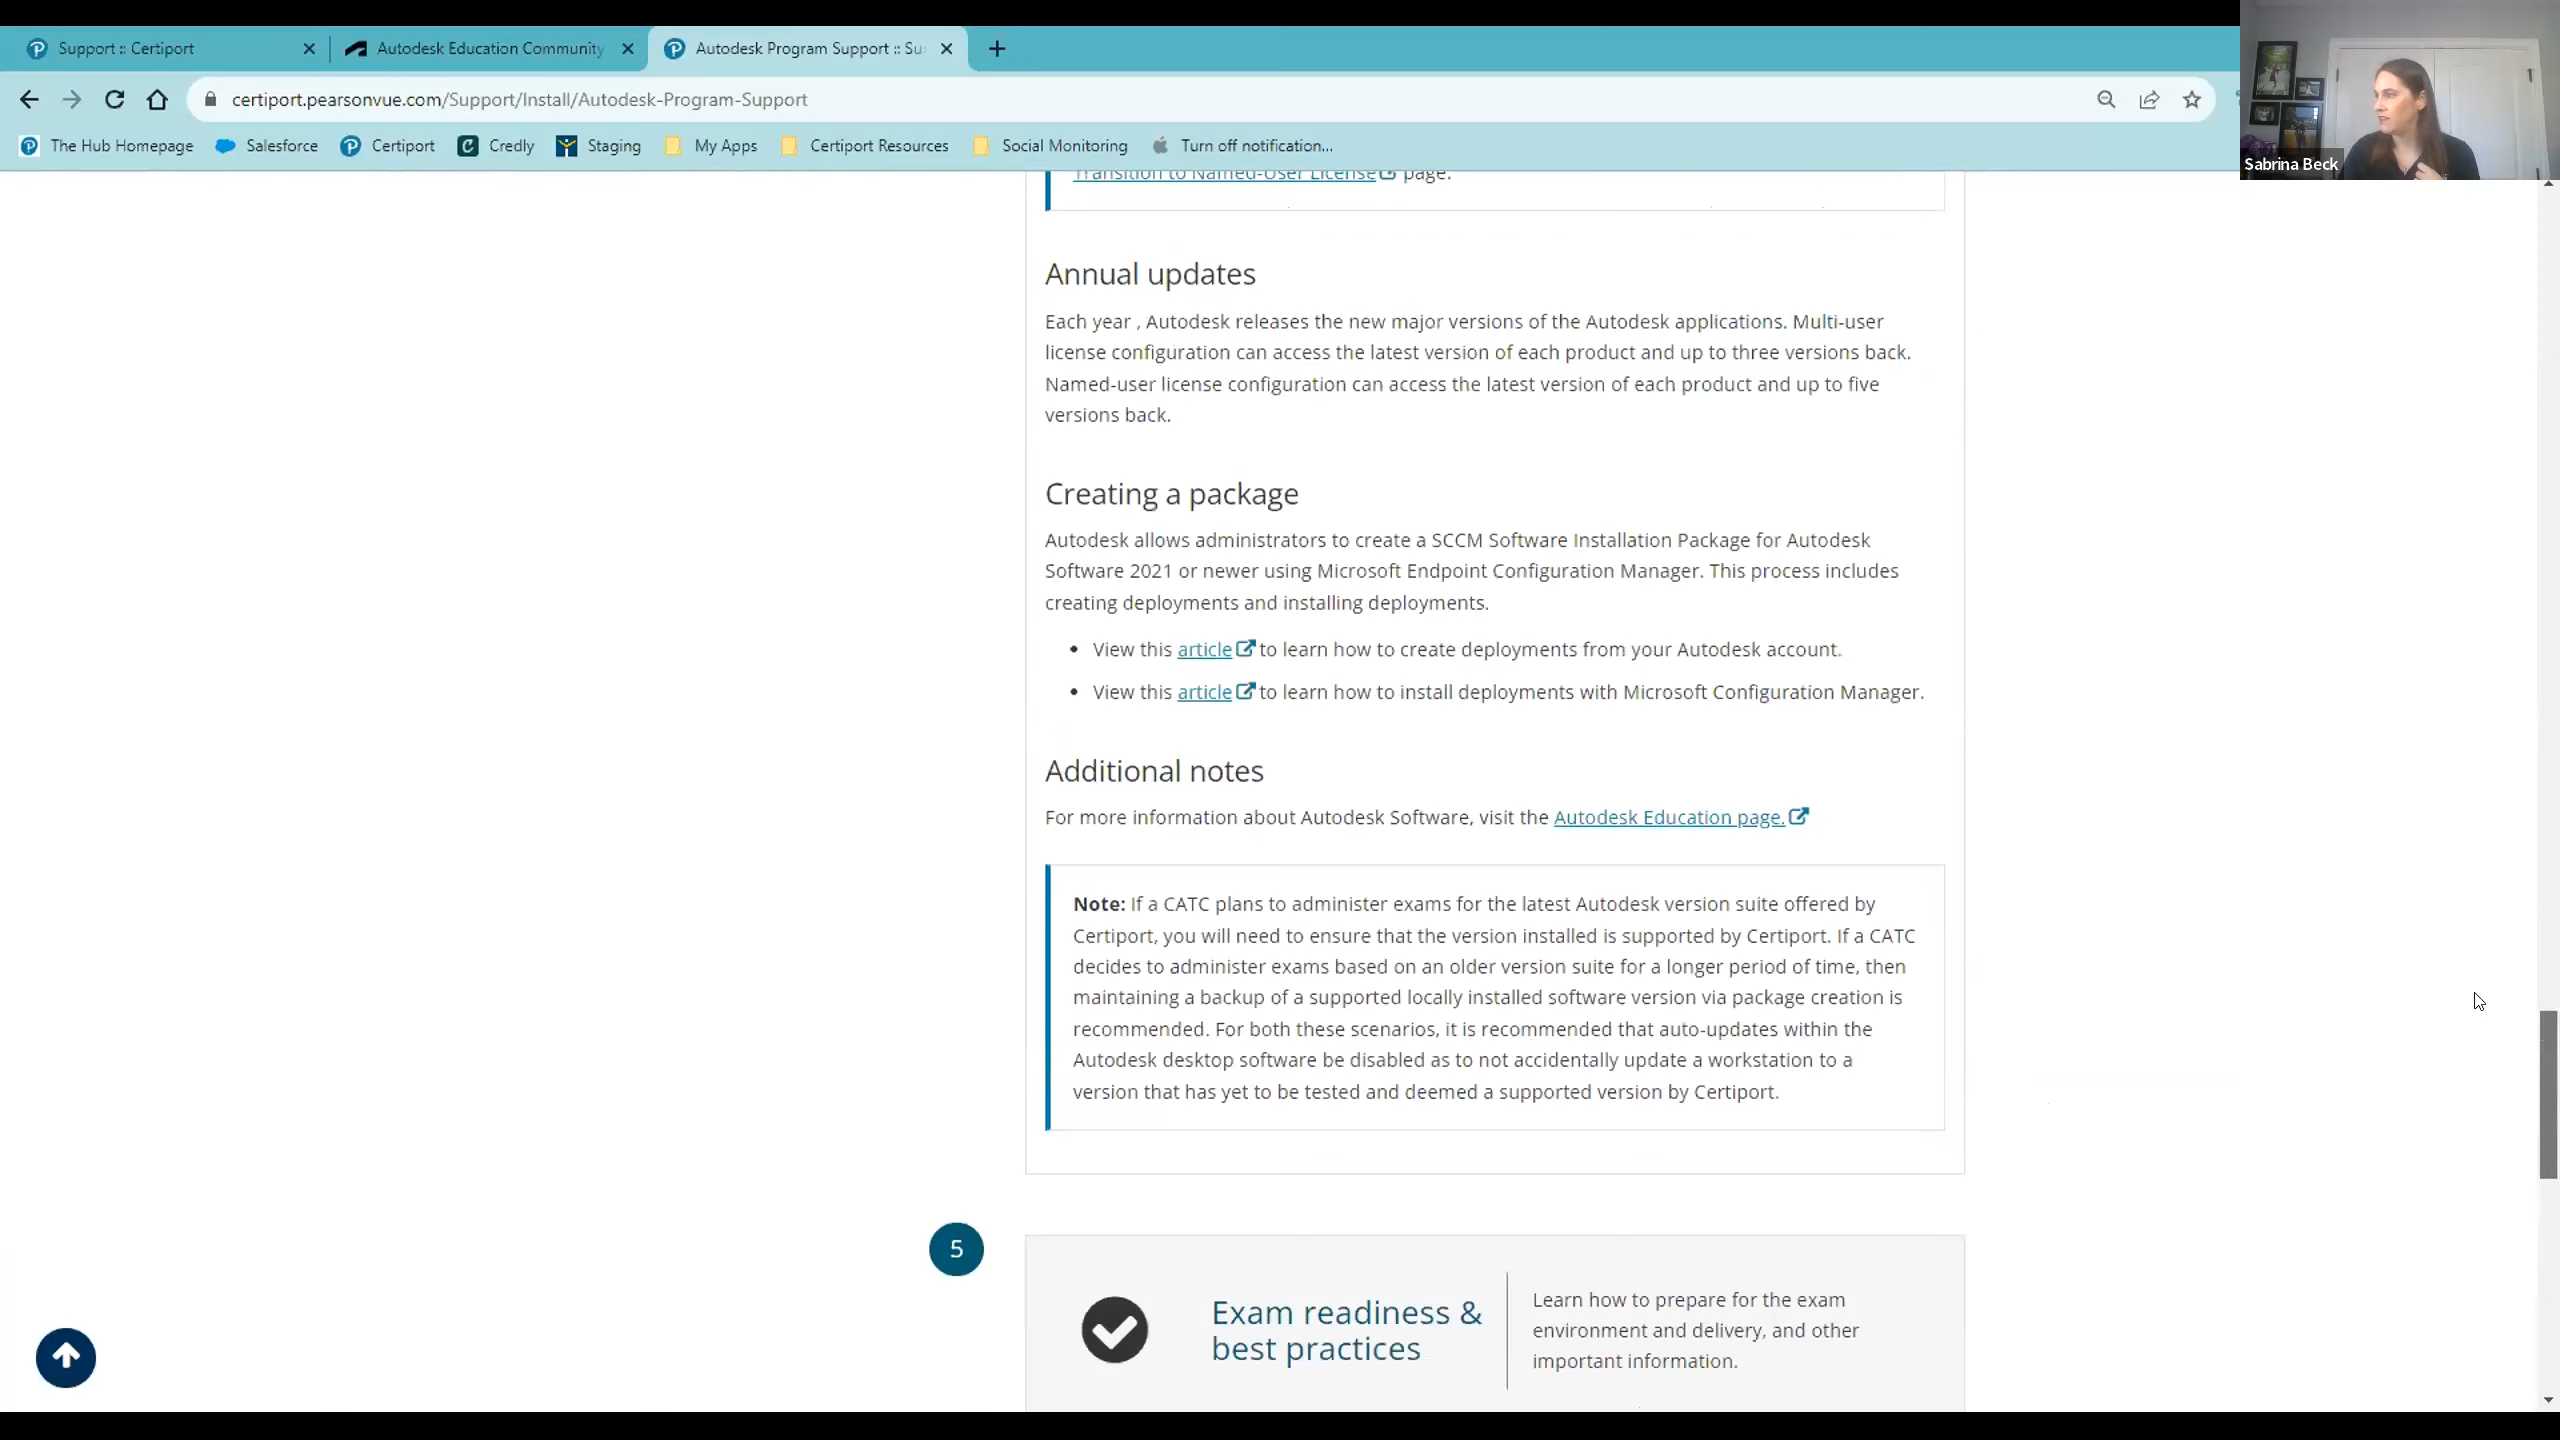 Support :: Certiport
Autodesk Education Community
Autodesk Program Support :: Su
certiport.pearsonvue.com/Support/Install/Autodesk-Program-Support
The Hub Homepage
Salesforce
Certiport
Credly
Staging
My Apps
Certiport Resources
Social Monitoring
Turn off notification...
Sabrina Beck
Transition to Named-User License page.
Annual updates
Each year , Autodesk releases the new major versions of the Autodesk applications. Multi-user
license configuration can access the latest version of each product and up to three versions back.
Named-user license configuration can access the latest version of each product and up to five
versions back.
Creating a package
Autodesk allows administrators to create a SCCM Software Installation Package for Autodesk
Software 2021 or newer using Microsoft Endpoint Configuration Manager. This process includes
creating deployments and installing deployments.
• View this article to learn how to create deployments from your Autodesk account.
• View this article to learn how to install deployments with Microsoft Configuration Manager.
Additional notes
For more information about Autodesk Software, visit the Autodesk Education page.
Note: If a CATC plans to administer exams for the latest Autodesk version suite offered by
Certiport, you will need to ensure that the version installed is supported by Certiport. If a CATC
decides to administer exams based on an older version suite for a longer period of time, then
maintaining a backup of a supported locally installed software version via package creation is
recommended. For both these scenarios, it is recommended that auto-updates within the
Autodesk desktop software be disabled as to not accidentally update a workstation to a
version that has yet to be tested and deemed a supported version by Certiport.
5
Exam readiness &
best practices
Learn how to prepare for the exam
environment and delivery, and other
important information.